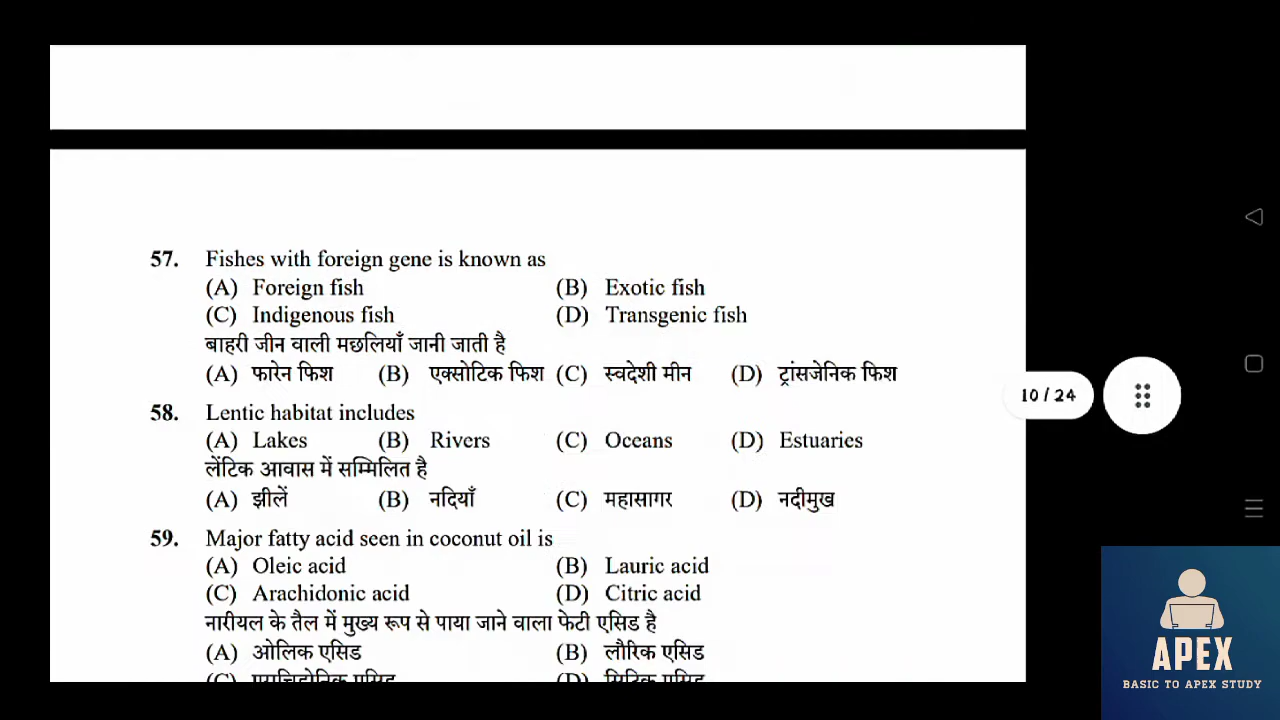 57. Fishes with foreign gene is known as
(A) Foreign fish (B) Exotic fish
(C) Indigenous fish (D) Transgenic fish
बाहरी जीन वाली मछलियाँ जानी जाती है
(A) फारेन फिश (B) एक्सोटिक फिश (C) स्वदेशी मीन (D) ट्रांसजेनिक फिश
58. Lentic habitat includes
(A) Lakes (B) Rivers (C) Oceans (D) Estuaries
लेंटिक आवास में सम्मिलित है
(A) झीलें (B) नदियाँ (C) महासागर (D) नदीमुख
10 / 24
59. Major fatty acid seen in coconut oil is
(A) Oleic acid (B) Lauric acid
(C) Arachidonic acid (D) Citric acid
नारीयल के तैल में मुख्य रूप से पाया जाने वाला फेटी एसिड है
(A) ओलिक एसिड (B) लौरिक एसिड
APEX
BASIC TO APEX STUDY